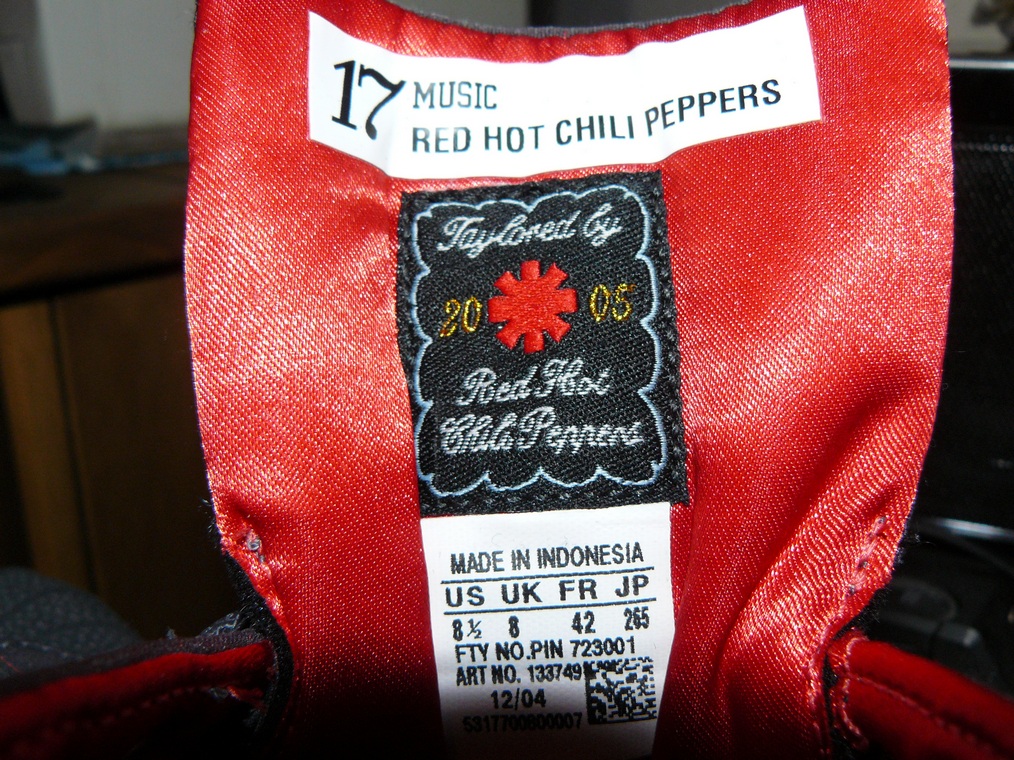 17 MUSIC
RED HOT CHILI PEPPERS
Taylored by
20 05
Red Hot
Chili Peppers
MADE IN INDONESIA
US UK FR JP
8½ 8 42 265
FTY NO.PIN 723001
ART NO. 133749
12/04
5317700800007